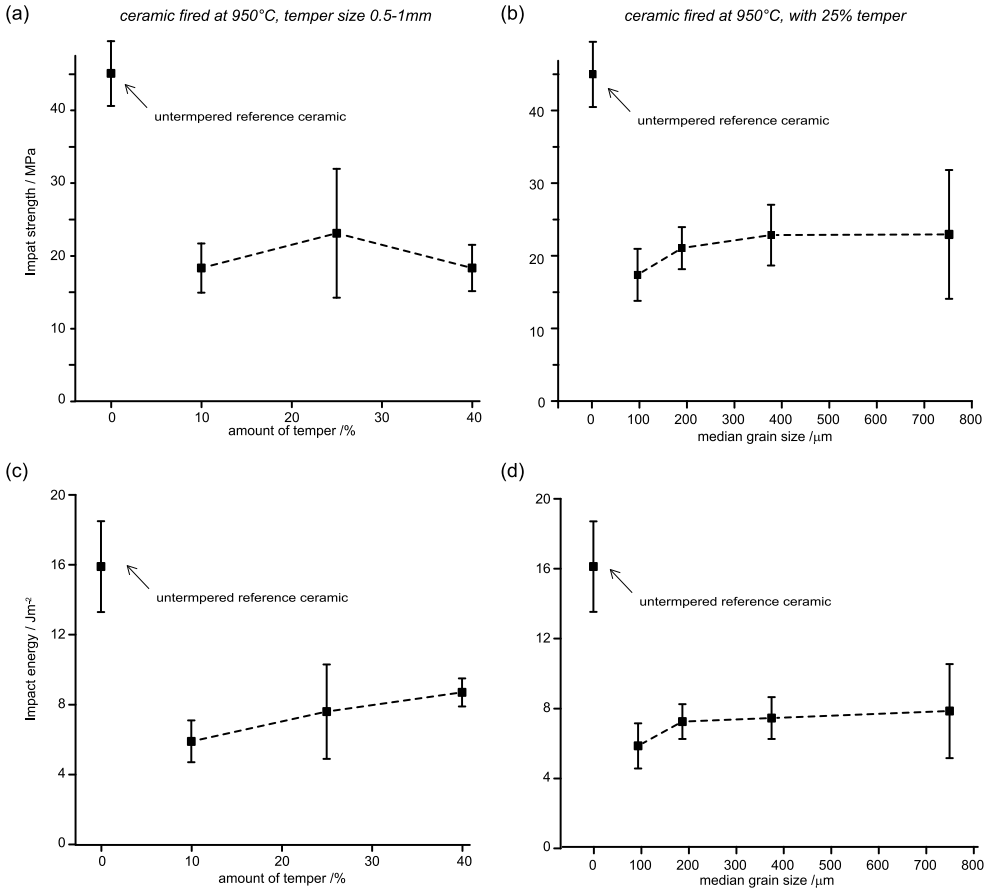 (a)
ceramic fired at 950°C, temper size 0.5-1mm
Impat strength / MPa
40
30
20
10
0
untermpered reference ceramic
0 10 20 30 40
amount of temper /%
(b)
ceramic fired at 950°C, with 25% temper
40
30
20
10
0
untermpered reference ceramic
0 100 200 300 400 500 600 700 800
median grain size /μm
(c)
Impact energy / Jm⁻²
20
16
12
8
4
0
untermpered reference ceramic
0 10 20 30 40
amount of temper /%
(d)
20
16
12
8
4
0
untermpered reference ceramic
0 100 200 300 400 500 600 700 800
median grain size /μm